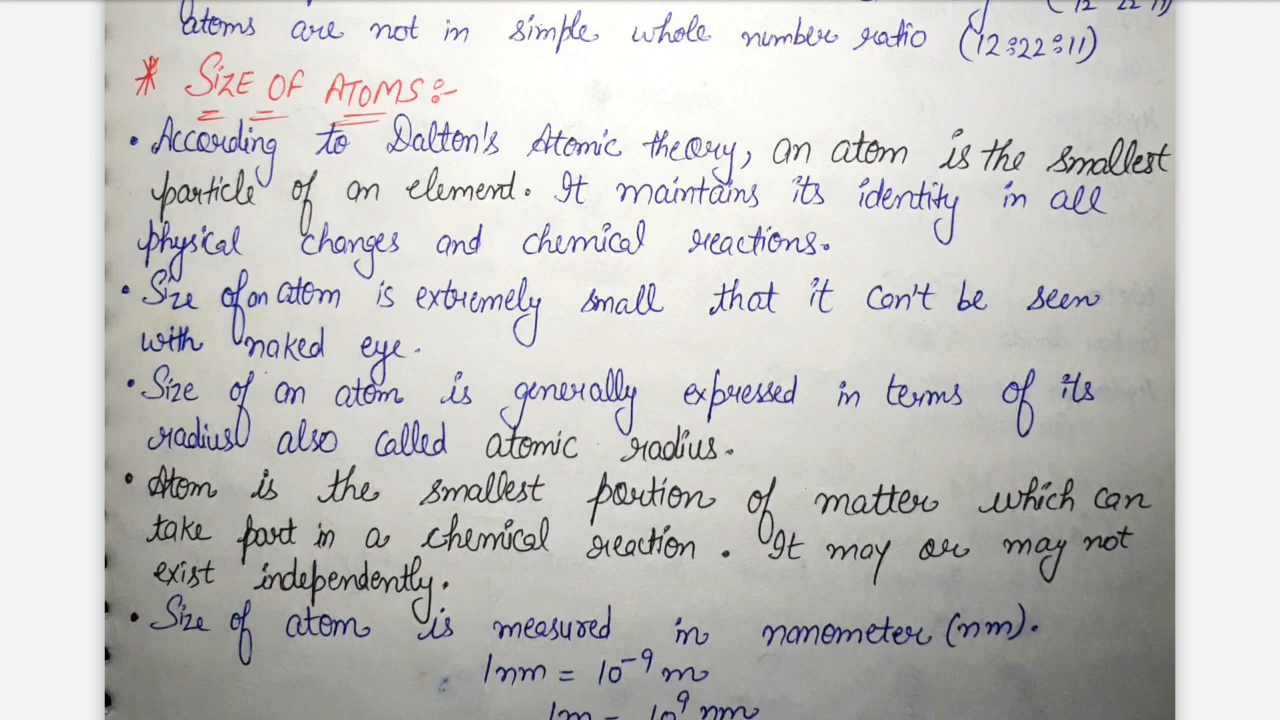 atoms are not in simple whole number ratio (12:22:11)
* SIZE OF ATOMS:-
• According to Dalton's Atomic theory, an atom is the smallest
particle of an element. It maintains its identity in all
physical changes and chemical reactions.
• Size of an atom is extremely small that it can't be seen
with naked eye.
• Size of an atom is generally expressed in terms of its
radius also called atomic radius.
• Atom is the smallest portion of matter which can
take part in a chemical reaction. It may or may not
exist independently.
• Size of atom is measured in nanometer (nm).
1nm = 10⁻⁹ m
1m = 10⁹ nm